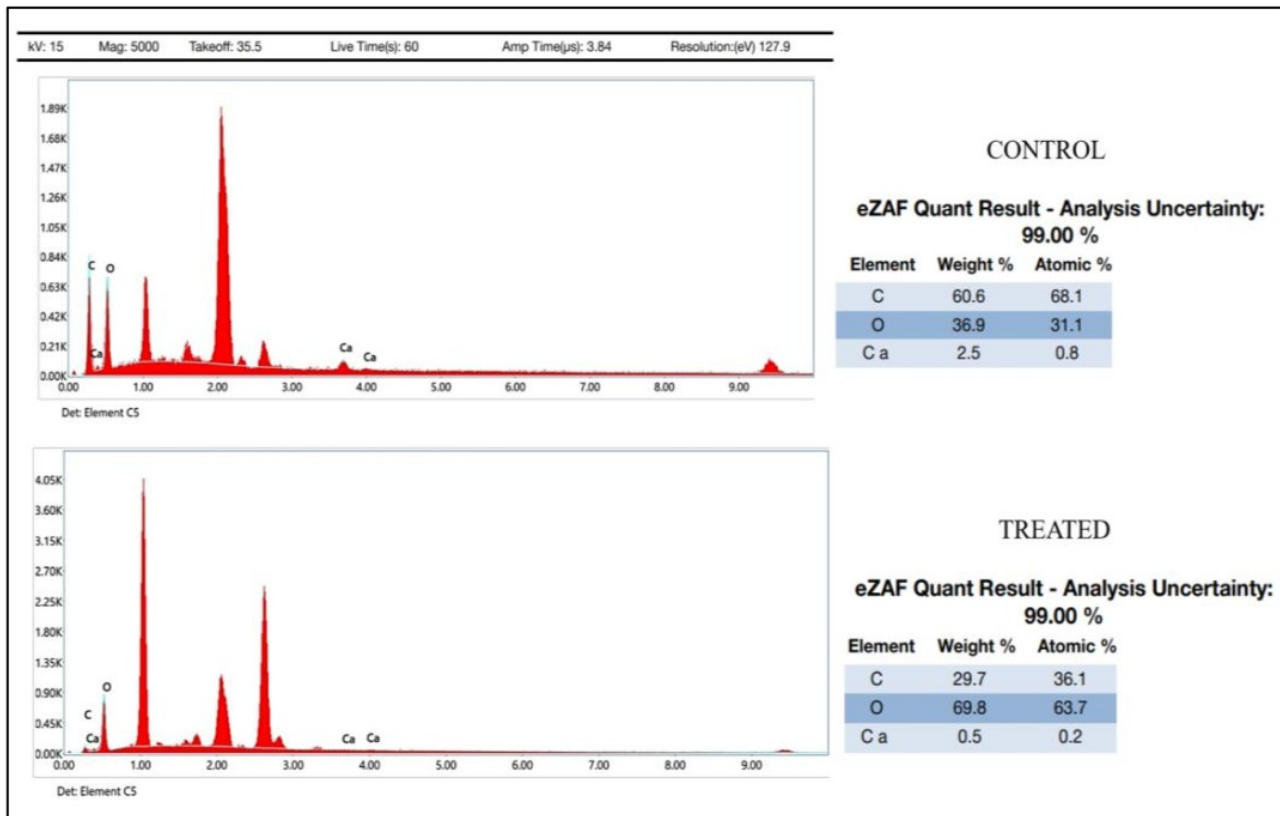 kV: 15 Mag: 5000 Takeoff: 35.5 Live Time(s): 60 Amp Time(µs): 3.84 Resolution:(eV) 127.9
1.89K
1.68K
1.47K
1.26K
1.05K
0.84K
0.63K
0.42K
0.21K
0.00K
C O
Ca Ca Ca
0.00 1.00 2.00 3.00 4.00 5.00 6.00 7.00 8.00 9.00
Det: Element C5
CONTROL
eZAF Quant Result - Analysis Uncertainty:
99.00 %
Element Weight % Atomic %
C 60.6 68.1
O 36.9 31.1
C a 2.5 0.8
4.05K
3.60K
3.15K
2.70K
2.25K
1.80K
1.35K
0.90K
0.45K
0.00K
O
C
Ca Ca Ca
0.00 1.00 2.00 3.00 4.00 5.00 6.00 7.00 8.00 9.00
Det: Element C5
TREATED
eZAF Quant Result - Analysis Uncertainty:
99.00 %
Element Weight % Atomic %
C 29.7 36.1
O 69.8 63.7
C a 0.5 0.2